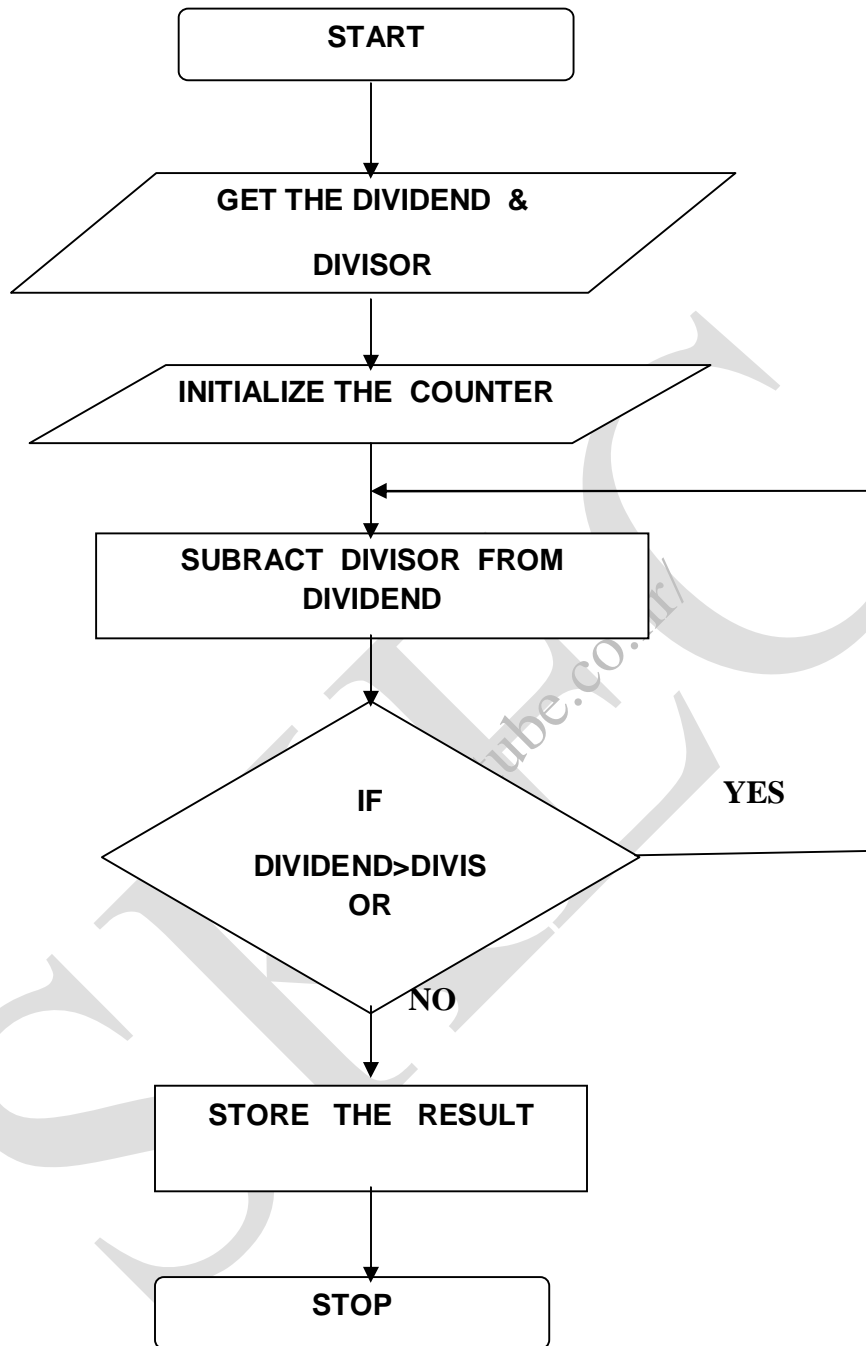 START
GET THE DIVIDEND &
DIVISOR
INITIALIZE THE COUNTER
SUBRACT DIVISOR FROM
DIVIDEND
IF
DIVIDEND>DIVIS
OR
YES
NO
STORE THE RESULT
STOP